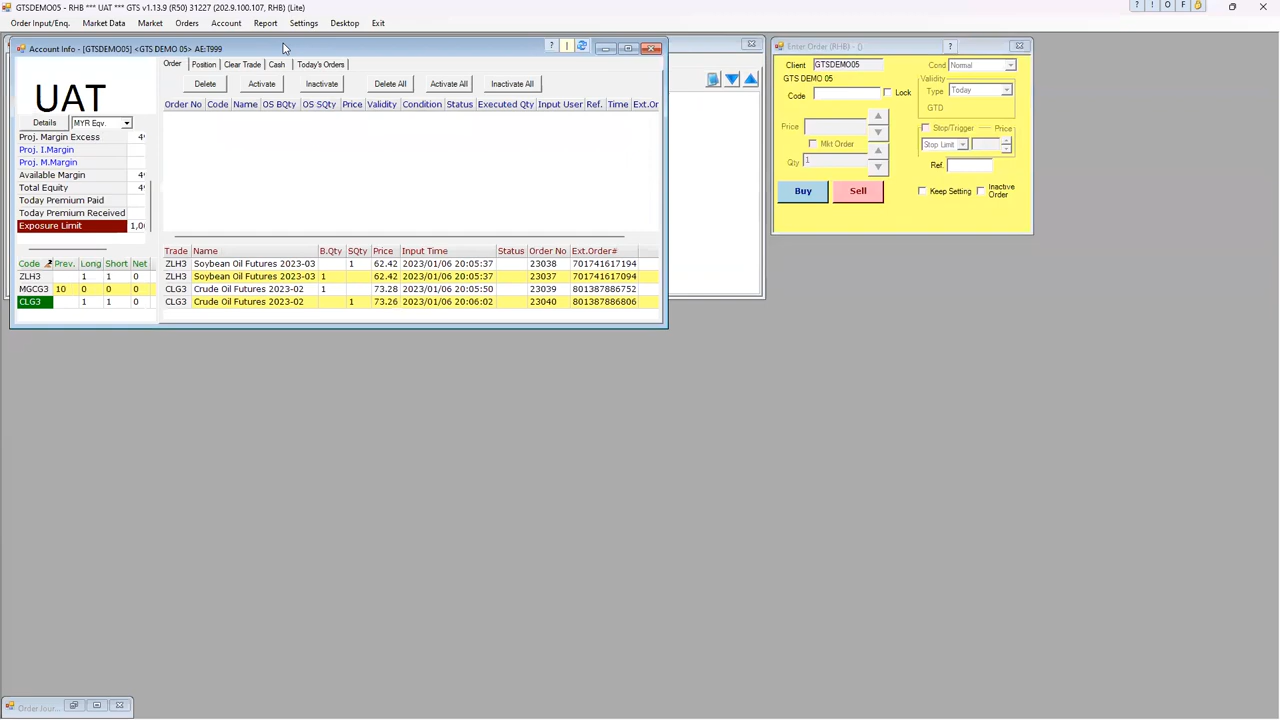 GTSDEMO05 - RHB *** UAT *** GTS v1.13.9 (R50) 31227 (202.9.100.107, RHB) (Lite)
Order Input/Enq. Market Data Market Orders Account Report Settings Desktop Exit
Account Info - [GTSDEMO05] <GTS DEMO 05> AE:T999
UAT
Details MYR Eqv.
Proj. Margin Excess 4
Proj. I.Margin
Proj. M.Margin
Available Margin 4
Total Equity 4
Today Premium Paid
Today Premium Received
Exposure Limit 1,0
Code Prev. Long Short Net
ZLH3 1 1 0
MGCG3 10 0 0 0
CLG3 1 1 0
Order Position Clear Trade Cash Today's Orders
Delete Activate Inactivate Delete All Activate All Inactivate All
Order No Code Name OS BQty OS SQty Price Validity Condition Status Executed Qty Input User Ref. Time Ext.Or
Trade Name B.Qty SQty Price Input Time Status Order No Ext.Order#
ZLH3 Soybean Oil Futures 2023-03 1 62.42 2023/01/06 20:05:37 23038 701741617194
ZLH3 Soybean Oil Futures 2023-03 1 62.42 2023/01/06 20:05:37 23037 701741617094
CLG3 Crude Oil Futures 2023-02 1 73.28 2023/01/06 20:05:50 23039 801387886752
CLG3 Crude Oil Futures 2023-02 1 73.26 2023/01/06 20:06:02 23040 801387886806
Enter Order (RHB) - ()
Client GTSDEMO05 Cond Normal
GTS DEMO 05 Validity
Code Lock Type Today
GTD
Price Stop/Trigger Price
Mkt Order Stop Limit
Qty 1 Ref.
Buy Sell Keep Setting Inactive Order
Order Jour...